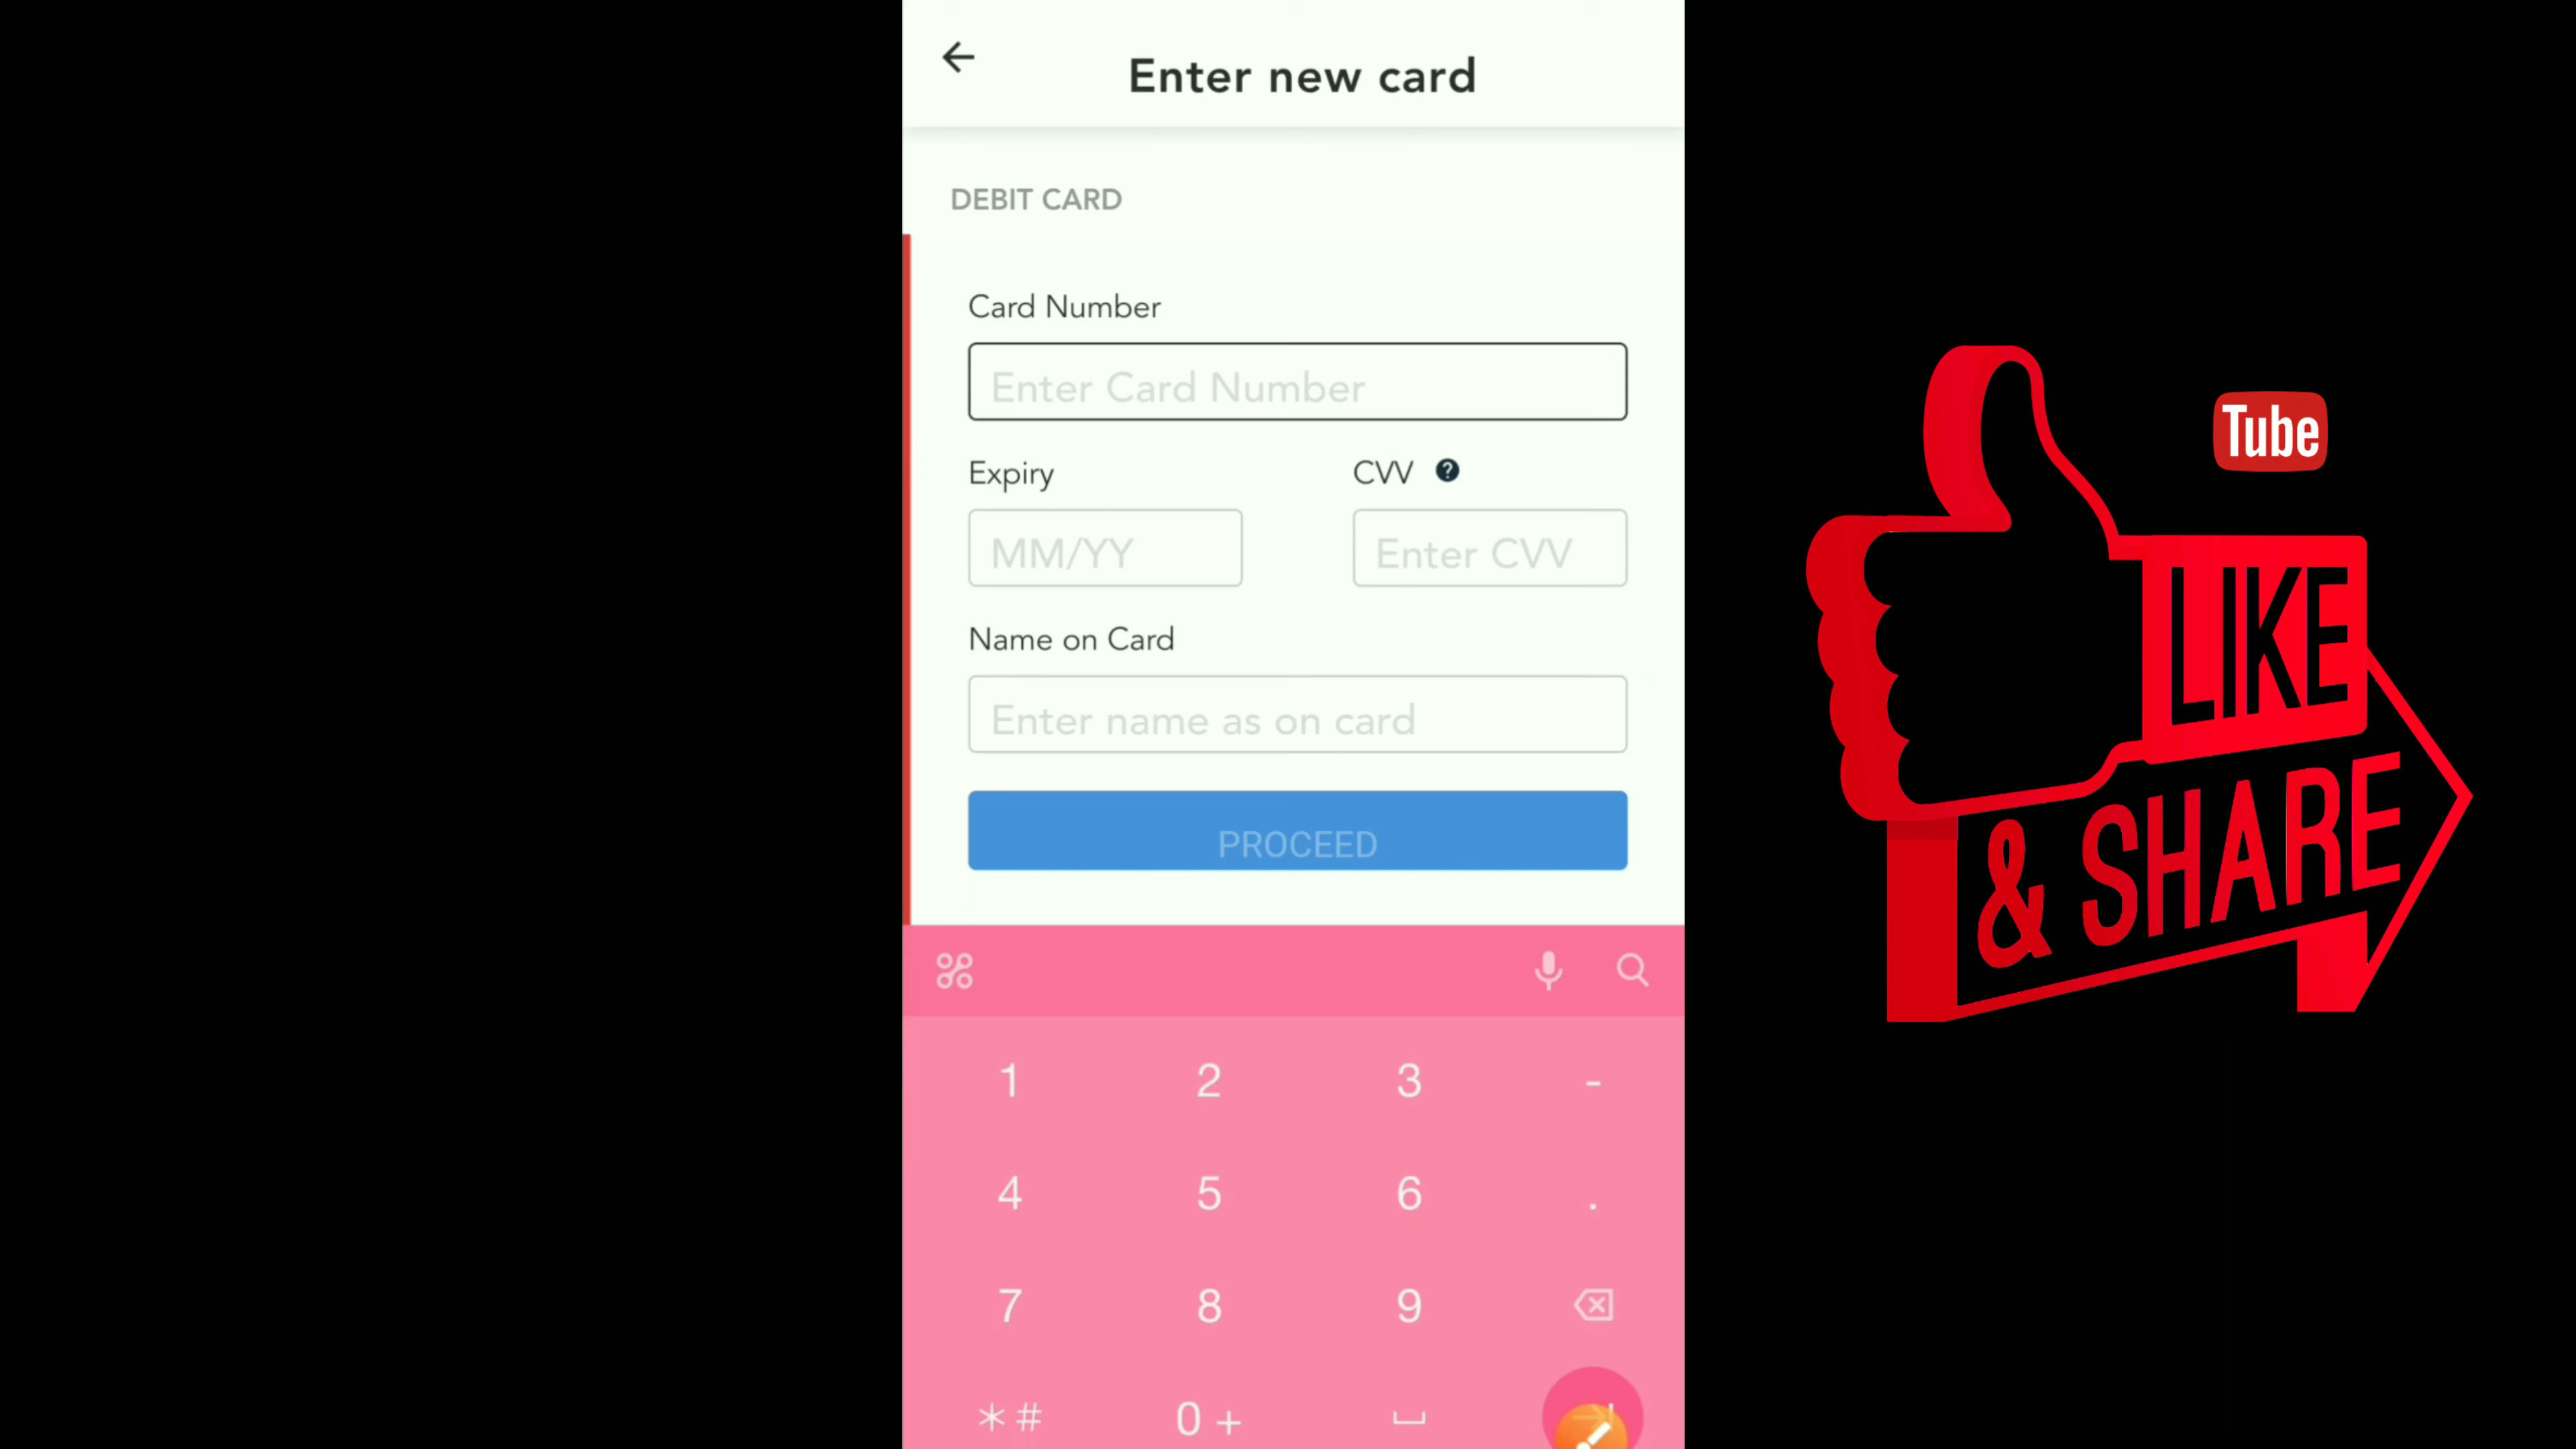 Enter new card
DEBIT CARD
Card Number
Enter Card Number
Expiry CVV ?
MM/YY Enter CVV
Name on Card
Enter name as on card
PROCEED
1 2 3 -
4 5 6 .
7 8 9
*# 0 +
Tube
LIKE
& SHARE